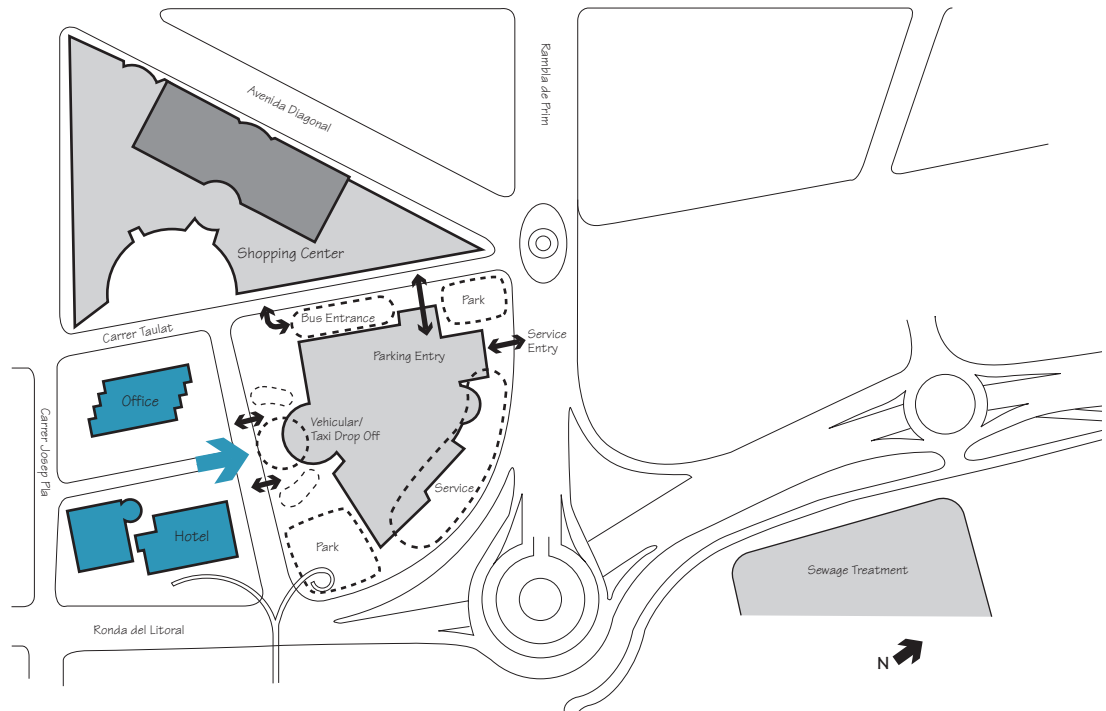 Avenida Diagonal
Rambla de Prim
Shopping Center
Carrer Taulat
Bus Entrance
Park
Parking Entry
Service
Entry
Office
Vehicular/
Taxi Drop Off
Carrer Josep Pla
Service
Hotel
Park
Sewage Treatment
Ronda del Litoral
N